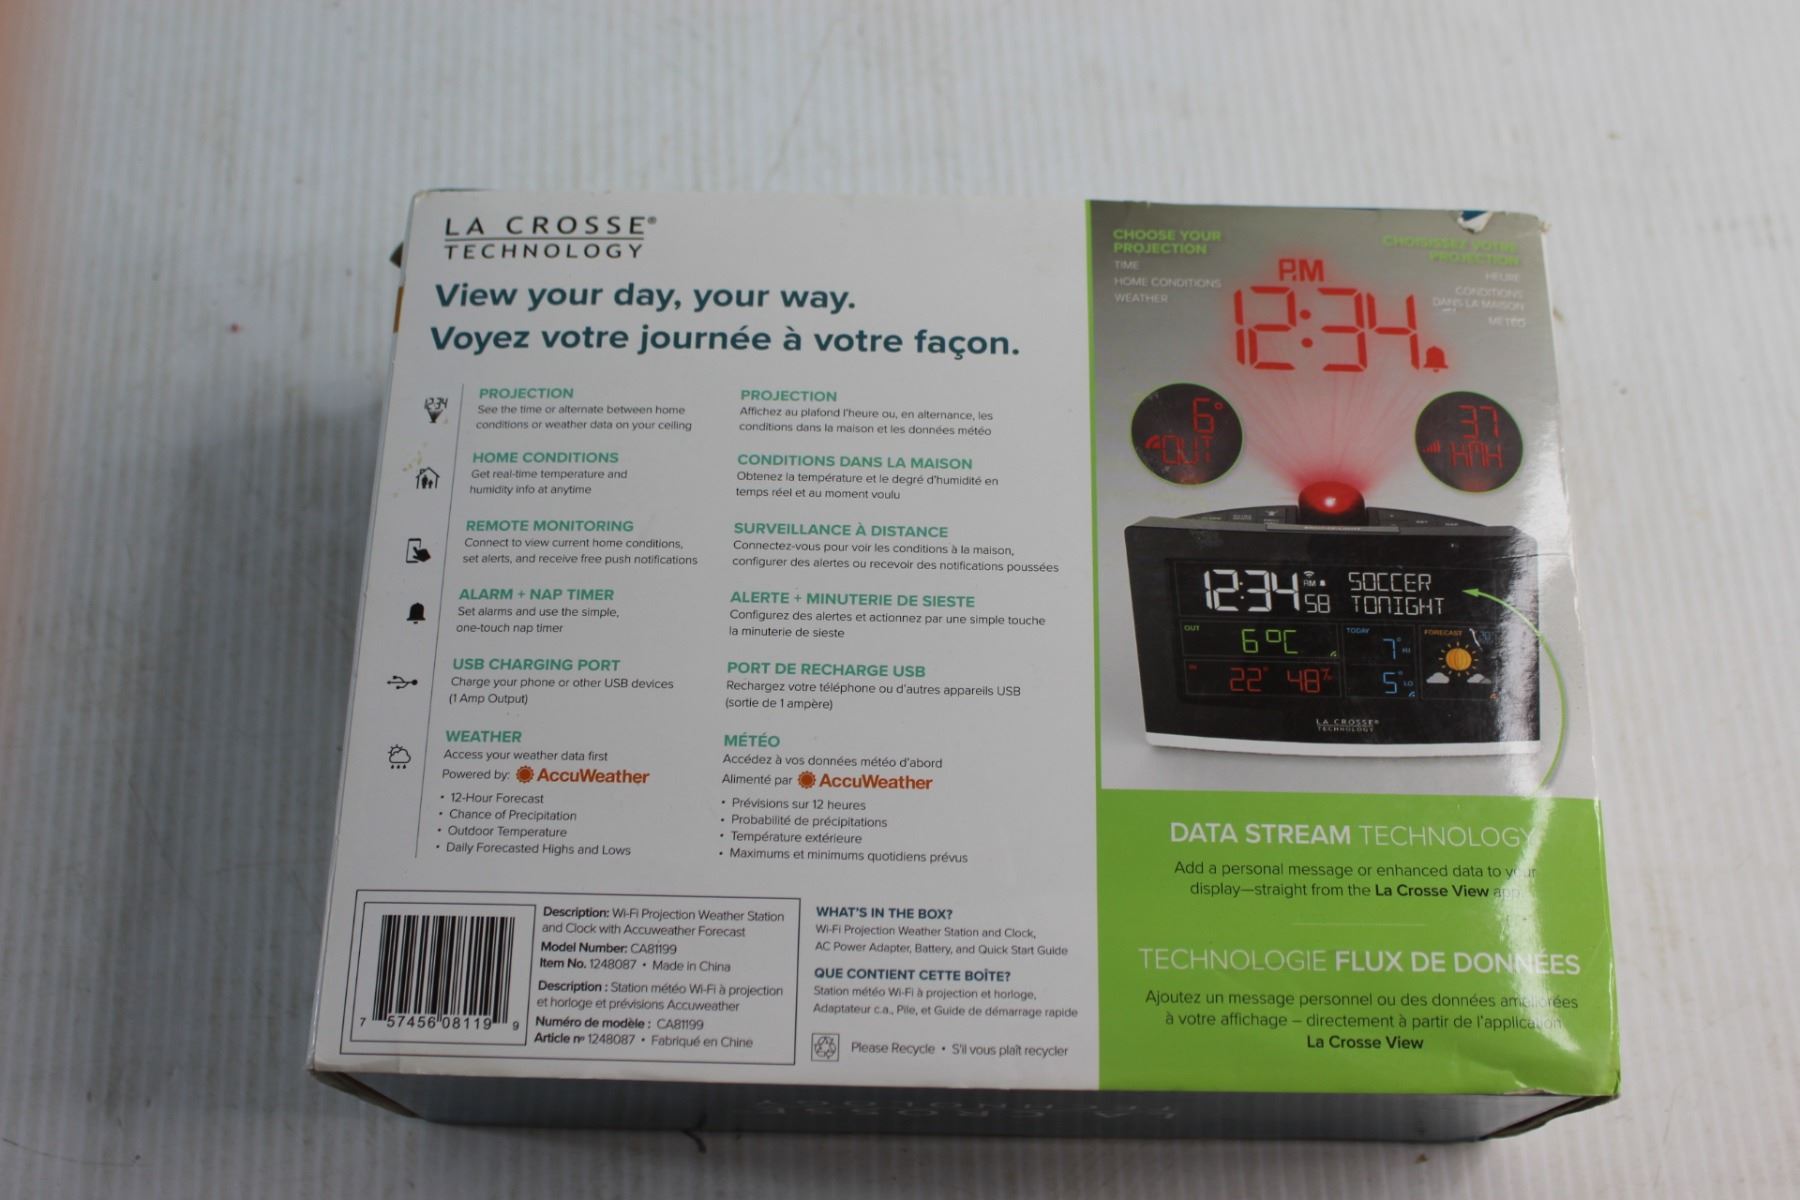 LA CROSSE®
TECHNOLOGY
View your day, your way.
Voyez votre journée à votre façon.
12:34
PROJECTION
See the time or alternate between home
conditions or weather data on your ceiling
HOME CONDITIONS
Get real-time temperature and
humidity info at anytime
REMOTE MONITORING
Connect to view current home conditions,
set alerts, and receive free push notifications
ALARM + NAP TIMER
Set alarms and use the simple,
one-touch nap timer
USB CHARGING PORT
Charge your phone or other USB devices
(1 Amp Output)
WEATHER
Access your weather data first
Powered by: AccuWeather
• 12-Hour Forecast
• Chance of Precipitation
• Outdoor Temperature
• Daily Forecasted Highs and Lows
PROJECTION
Affichez au plafond l'heure ou, en alternance, les
conditions dans la maison et les données météo
CONDITIONS DANS LA MAISON
Obtenez la température et le degré d'humidité en
temps réel et au moment voulu
SURVEILLANCE À DISTANCE
Connectez-vous pour voir les conditions à la maison,
configurer des alertes ou recevoir des notifications poussées
ALERTE + MINUTERIE DE SIESTE
Configurez des alertes et actionnez par une simple touche
la minuterie de sieste
PORT DE RECHARGE USB
Rechargez votre téléphone ou d'autres appareils USB
(sortie de 1 ampère)
MÉTÉO
Accédez à vos données météo d'abord
Alimenté par AccuWeather
• Prévisions sur 12 heures
• Probabilité de précipitations
• Température extérieure
• Maximums et minimums quotidiens prévus
7 57456 08119 9
Description: Wi-Fi Projection Weather Station
and Clock with Accuweather Forecast
Model Number: CA81199
Item No. 1248087 • Made in China
Description : Station météo Wi-Fi à projection
et horloge et prévisions Accuweather
Numéro de modèle : CA81199
Article nº 1248087 • Fabriqué en Chine
WHAT'S IN THE BOX?
Wi-Fi Projection Weather Station and Clock,
AC Power Adapter, Battery, and Quick Start Guide
QUE CONTIENT CETTE BOÎTE?
Station météo Wi-Fi à projection et horloge,
Adaptateur c.a., Pile, et Guide de démarrage rapide
Please Recycle • S'il vous plaît recycler
CHOOSE YOUR
PROJECTION
TIME
HOME CONDITIONS
WEATHER
CHOISISSEZ VOTRE
PROJECTION
HEURE
CONDITIONS
DANS LA MAISON
MÉTÉO
PM
12:34
6°
OUT
37
KMH
12:34 58
PM
SOCCER
TONIGHT
OUT
6°C
22° 48%
TODAY
7° HI
5° LO
FORECAST
LA CROSSE®
TECHNOLOGY
DATA STREAM TECHNOLOGY
Add a personal message or enhanced data to your
display—straight from the La Crosse View app.
TECHNOLOGIE FLUX DE DONNÉES
Ajoutez un message personnel ou des données améliorées
à votre affichage – directement à partir de l'application
La Crosse View
LA CROSSE
TECHNOLOGY